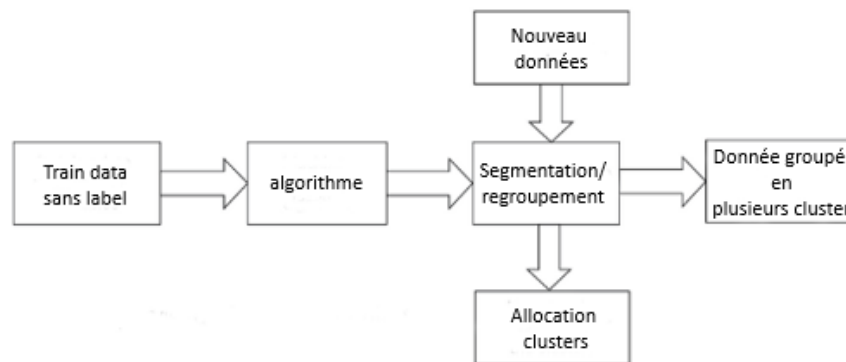 Nouveau
données
Train data
sans label
algorithme
Segmentation/
regroupement
Donnée groupé
en
plusieurs cluster
Allocation
clusters